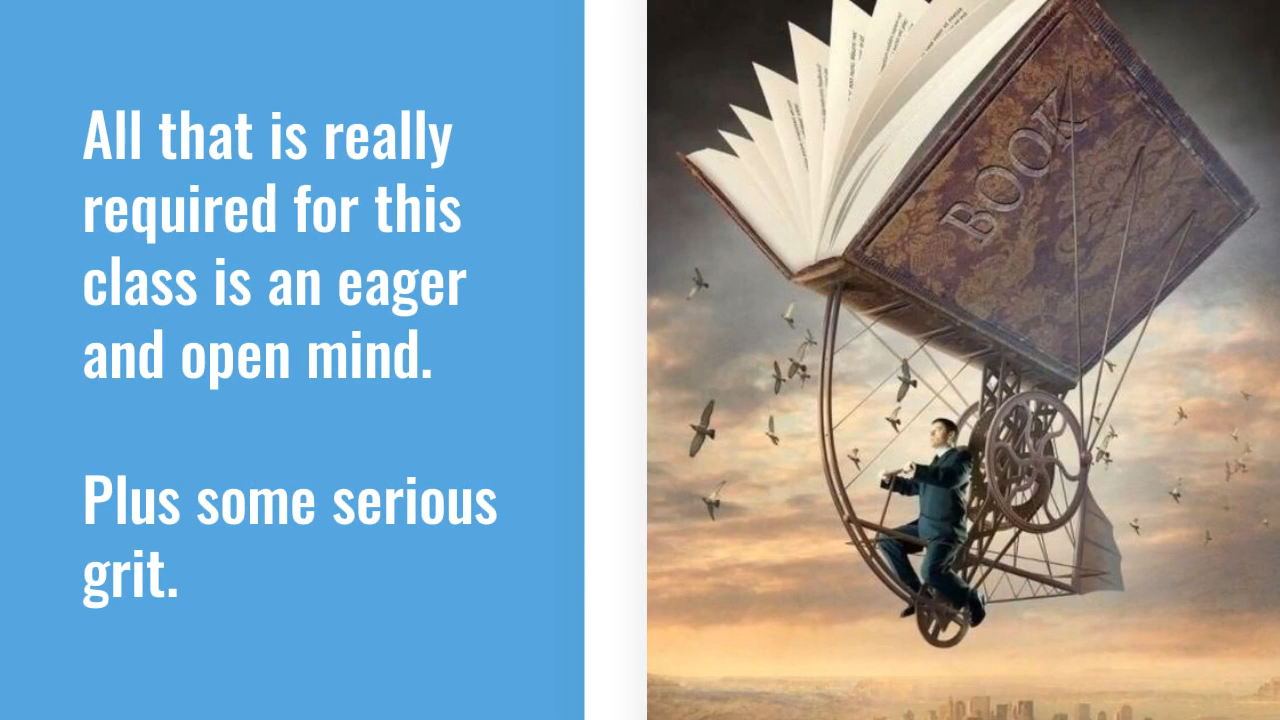 All that is really
required for this
class is an eager
and open mind.
Plus some serious
grit.
BOOK